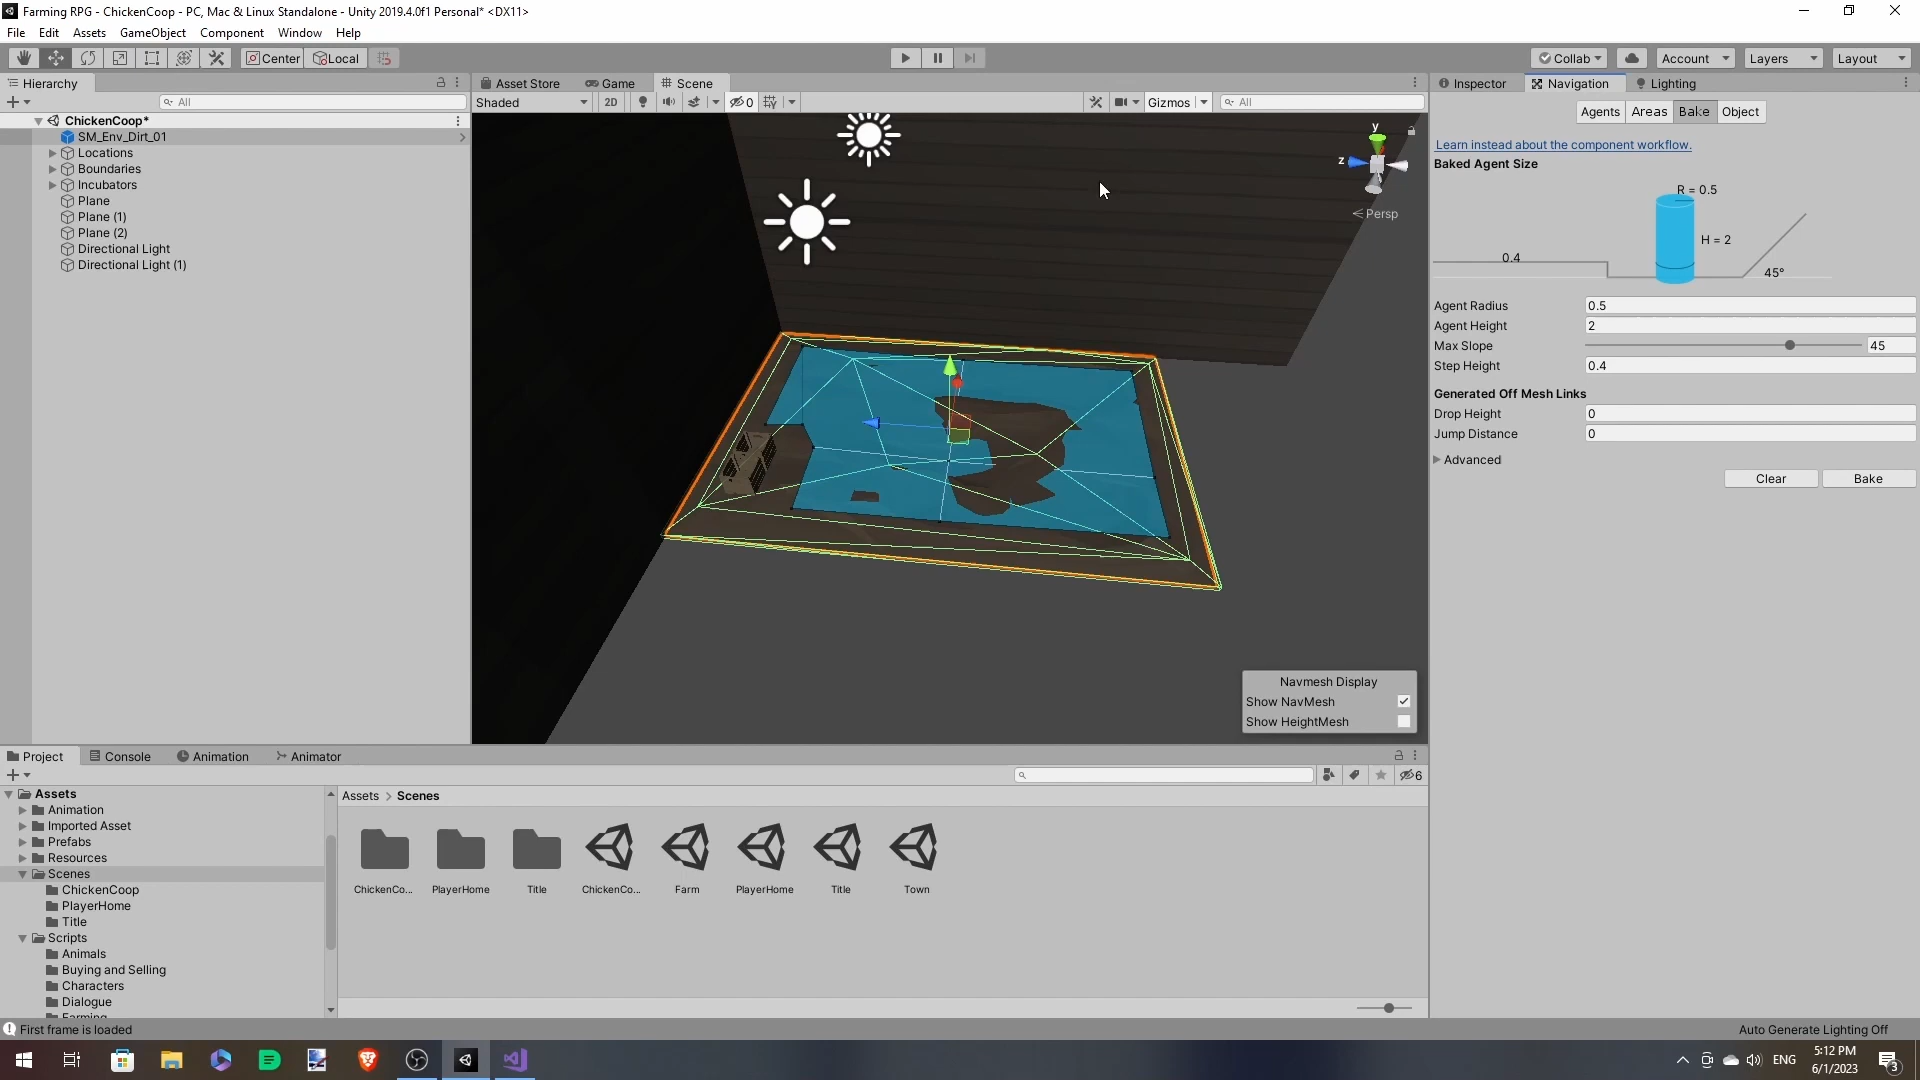 Farming RPG - ChickenCoop - PC, Mac & Linux Standalone - Unity 2019.4.0f1 Personal* <DX11>
File Edit Assets GameObject Component Window Help
Center Local Collab Account Layers Layout
Hierarchy
All
ChickenCoop*
SM_Env_Dirt_01
Locations
Boundaries
Incubators
Plane
Plane (1)
Plane (2)
Directional Light
Directional Light (1)
Asset Store Game Scene
Shaded 2D 0 Gizmos All
y
z
Persp
Navmesh Display
Show NavMesh
Show HeightMesh
Inspector Navigation Lighting
Agents Areas Bake Object
Learn instead about the component workflow.
Baked Agent Size
R = 0.5
H = 2
0.4
45°
Agent Radius 0.5
Agent Height 2
Max Slope 45
Step Height 0.4
Generated Off Mesh Links
Drop Height 0
Jump Distance 0
Advanced
Clear Bake
Project Console Animation Animator
6
Assets
Animation
Imported Asset
Prefabs
Resources
Scenes
ChickenCoop
PlayerHome
Title
Scripts
Animals
Buying and Selling
Characters
Dialogue
Farming
Assets > Scenes
ChickenCo... PlayerHome Title ChickenCo... Farm PlayerHome Title Town
First frame is loaded
Auto Generate Lighting Off
ENG
5:12 PM
6/1/2023
3